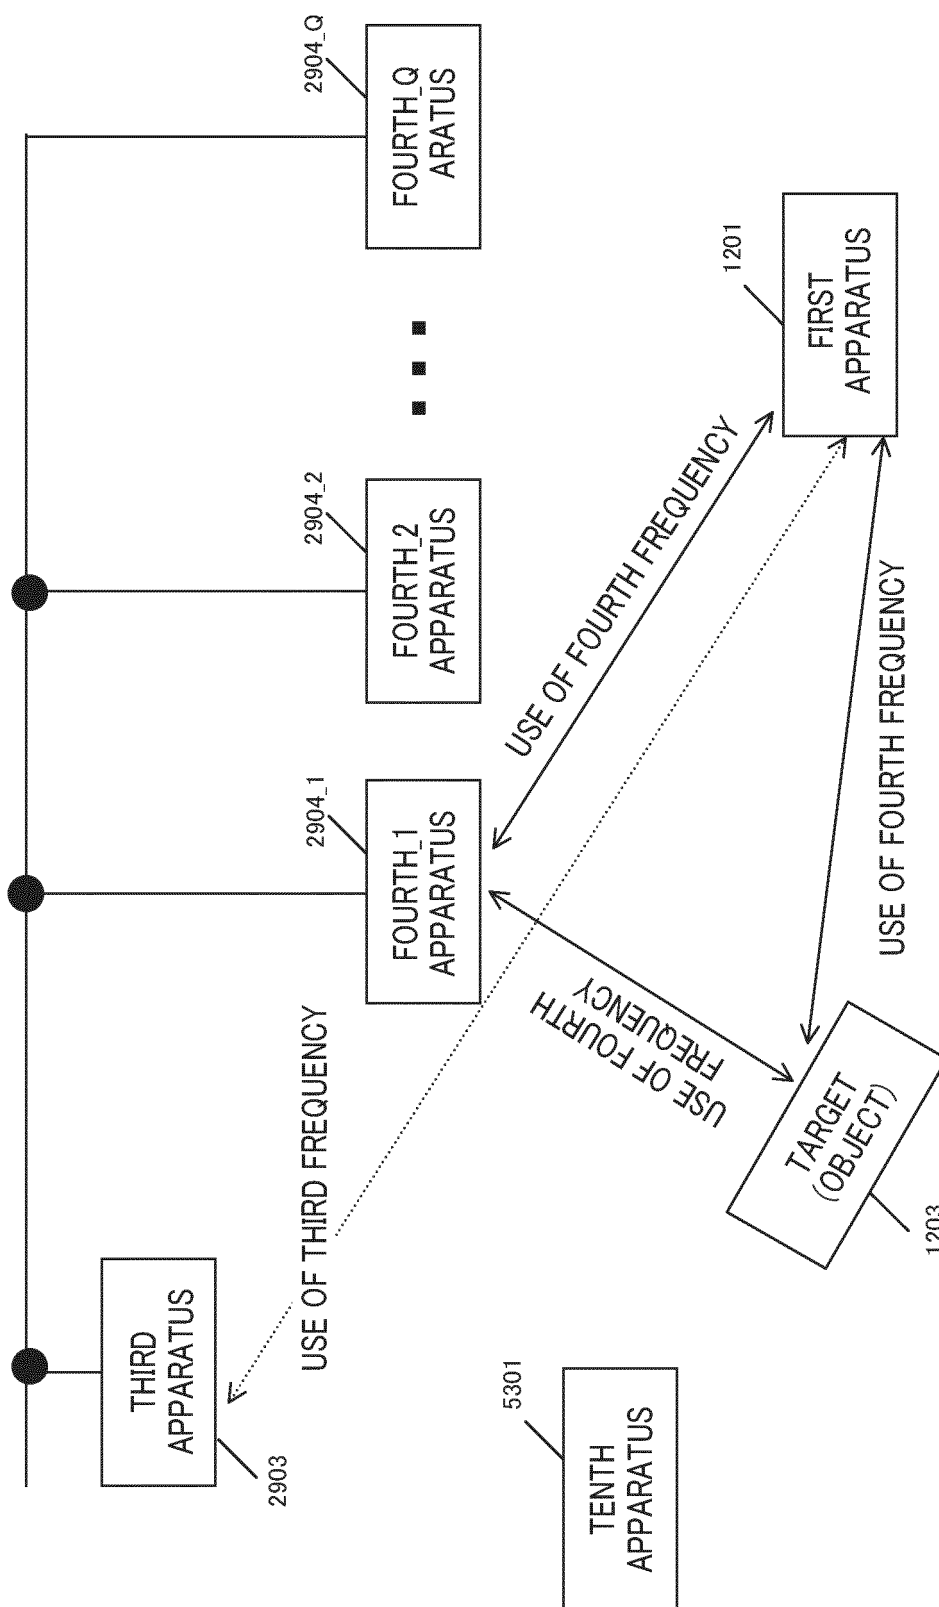 2903
THIRD
APPARATUS
USE OF THIRD FREQUENCY
2904_1
FOURTH_1
APPARATUS
2904_2
FOURTH_2
APPARATUS
2904_Q
FOURTH_Q
ARATUS
5301
TENTH
APPARATUS
USE OF FOURTH
FREQUENCY
USE OF FOURTH FREQUENCY
1201
FIRST
APPARATUS
TARGET
(OBJECT)
1203
USE OF FOURTH FREQUENCY